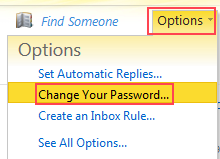 Find Someone Options
Options
Set Automatic Replies...
Change Your Password...
Create an Inbox Rule...
See All Options...